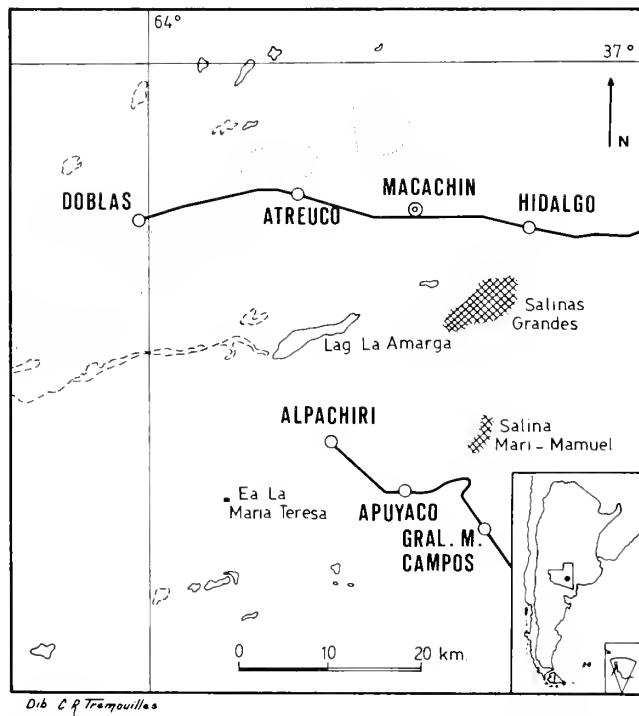 64°
37°
N
DOBLAS
ATREUCO
MACACHIN
HIDALGO
Salinas
Grandes
Lag La Amarga
ALPACHIRI
Salina
Mari-Mamuel
Ea La
Maria Teresa
APUYACO
GRAL. M.
CAMPOS
0 10 20 km.
Dib C R Tremouilles